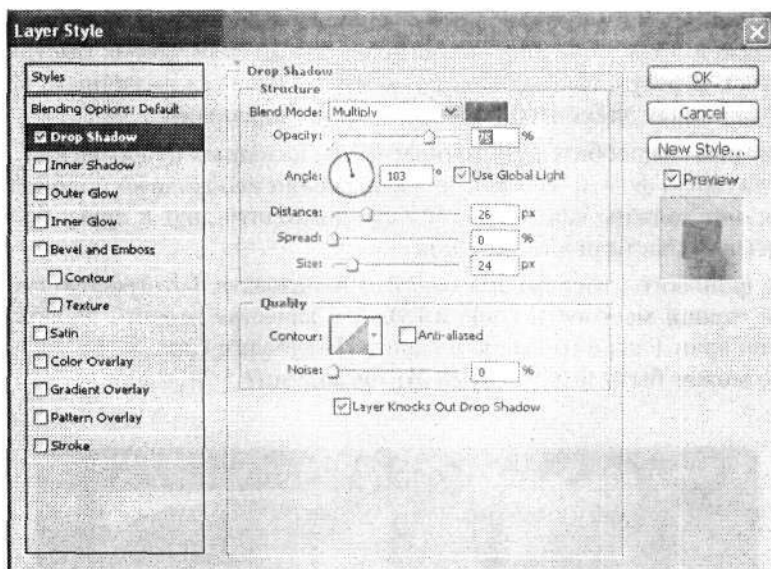 Layer Style
Styles
Blending Options: Default
Drop Shadow
Inner Shadow
Outer Glow
Inner Glow
Bevel and Emboss
Contour
Texture
Satin
Color Overlay
Gradient Overlay
Pattern Overlay
Stroke
Drop Shadow
Structure
Blend Mode: Multiply
Opacity: %
Angle: 103 °
Use Global Light
Distance: 26 px
Spread: 0 %
Size: 24 px
Quality
Contour:
Anti-aliased
Noise: 0 %
Layer Knocks Out Drop Shadow
OK
Cancel
New Style...
Preview